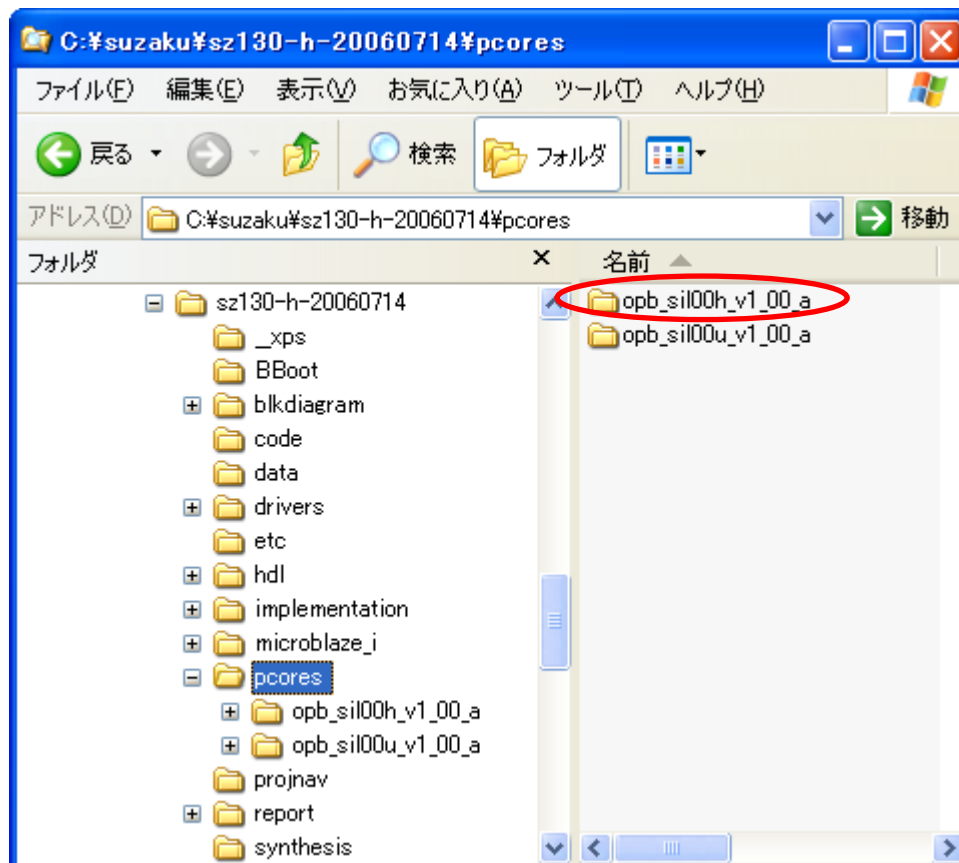 C:¥suzaku¥sz130-h-20060714¥pcores
ファイル(F) 編集(E) 表示(V) お気に入り(A) ツール(T) ヘルプ(H)
戻る 検索 フォルダ
アドレス(D) C:¥suzaku¥sz130-h-20060714¥pcores 移動
フォルダ × 名前
sz130-h-20060714 opb_sil00h_v1_00_a
_xps opb_sil00u_v1_00_a
BBoot
blkdiagram
code
data
drivers
etc
hdl
implementation
microblaze_i
pcores
opb_sil00h_v1_00_a
opb_sil00u_v1_00_a
projnav
report
synthesis